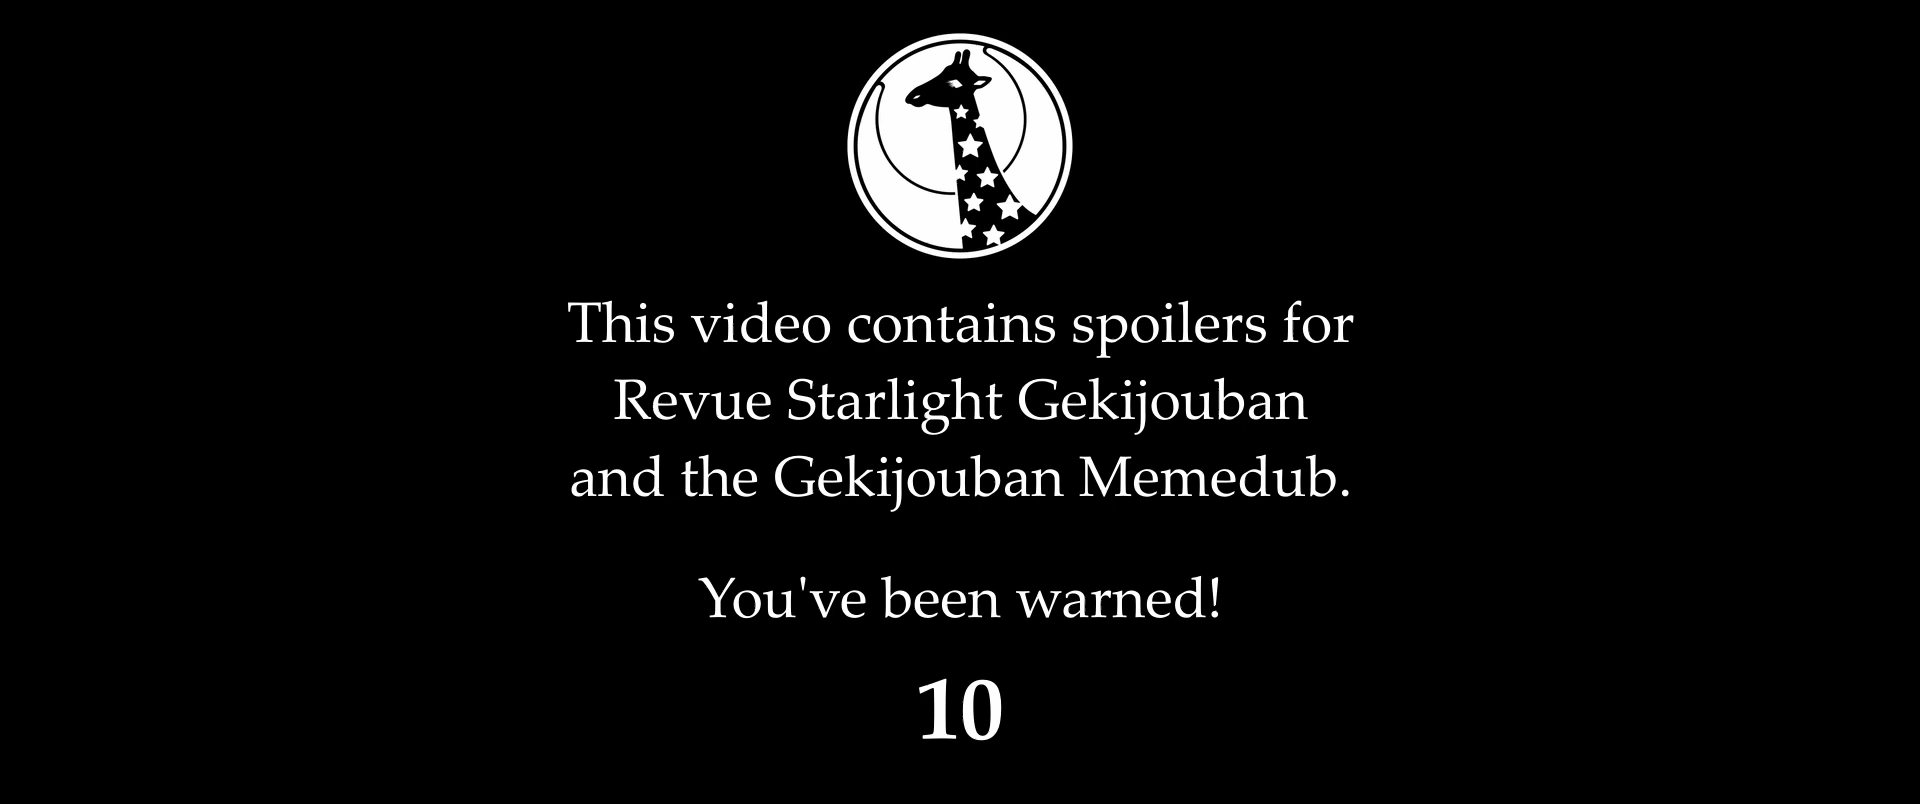 This video contains spoilers for
Revue Starlight Gekijouban
and the Gekijouban Memedub.
You've been warned!
10